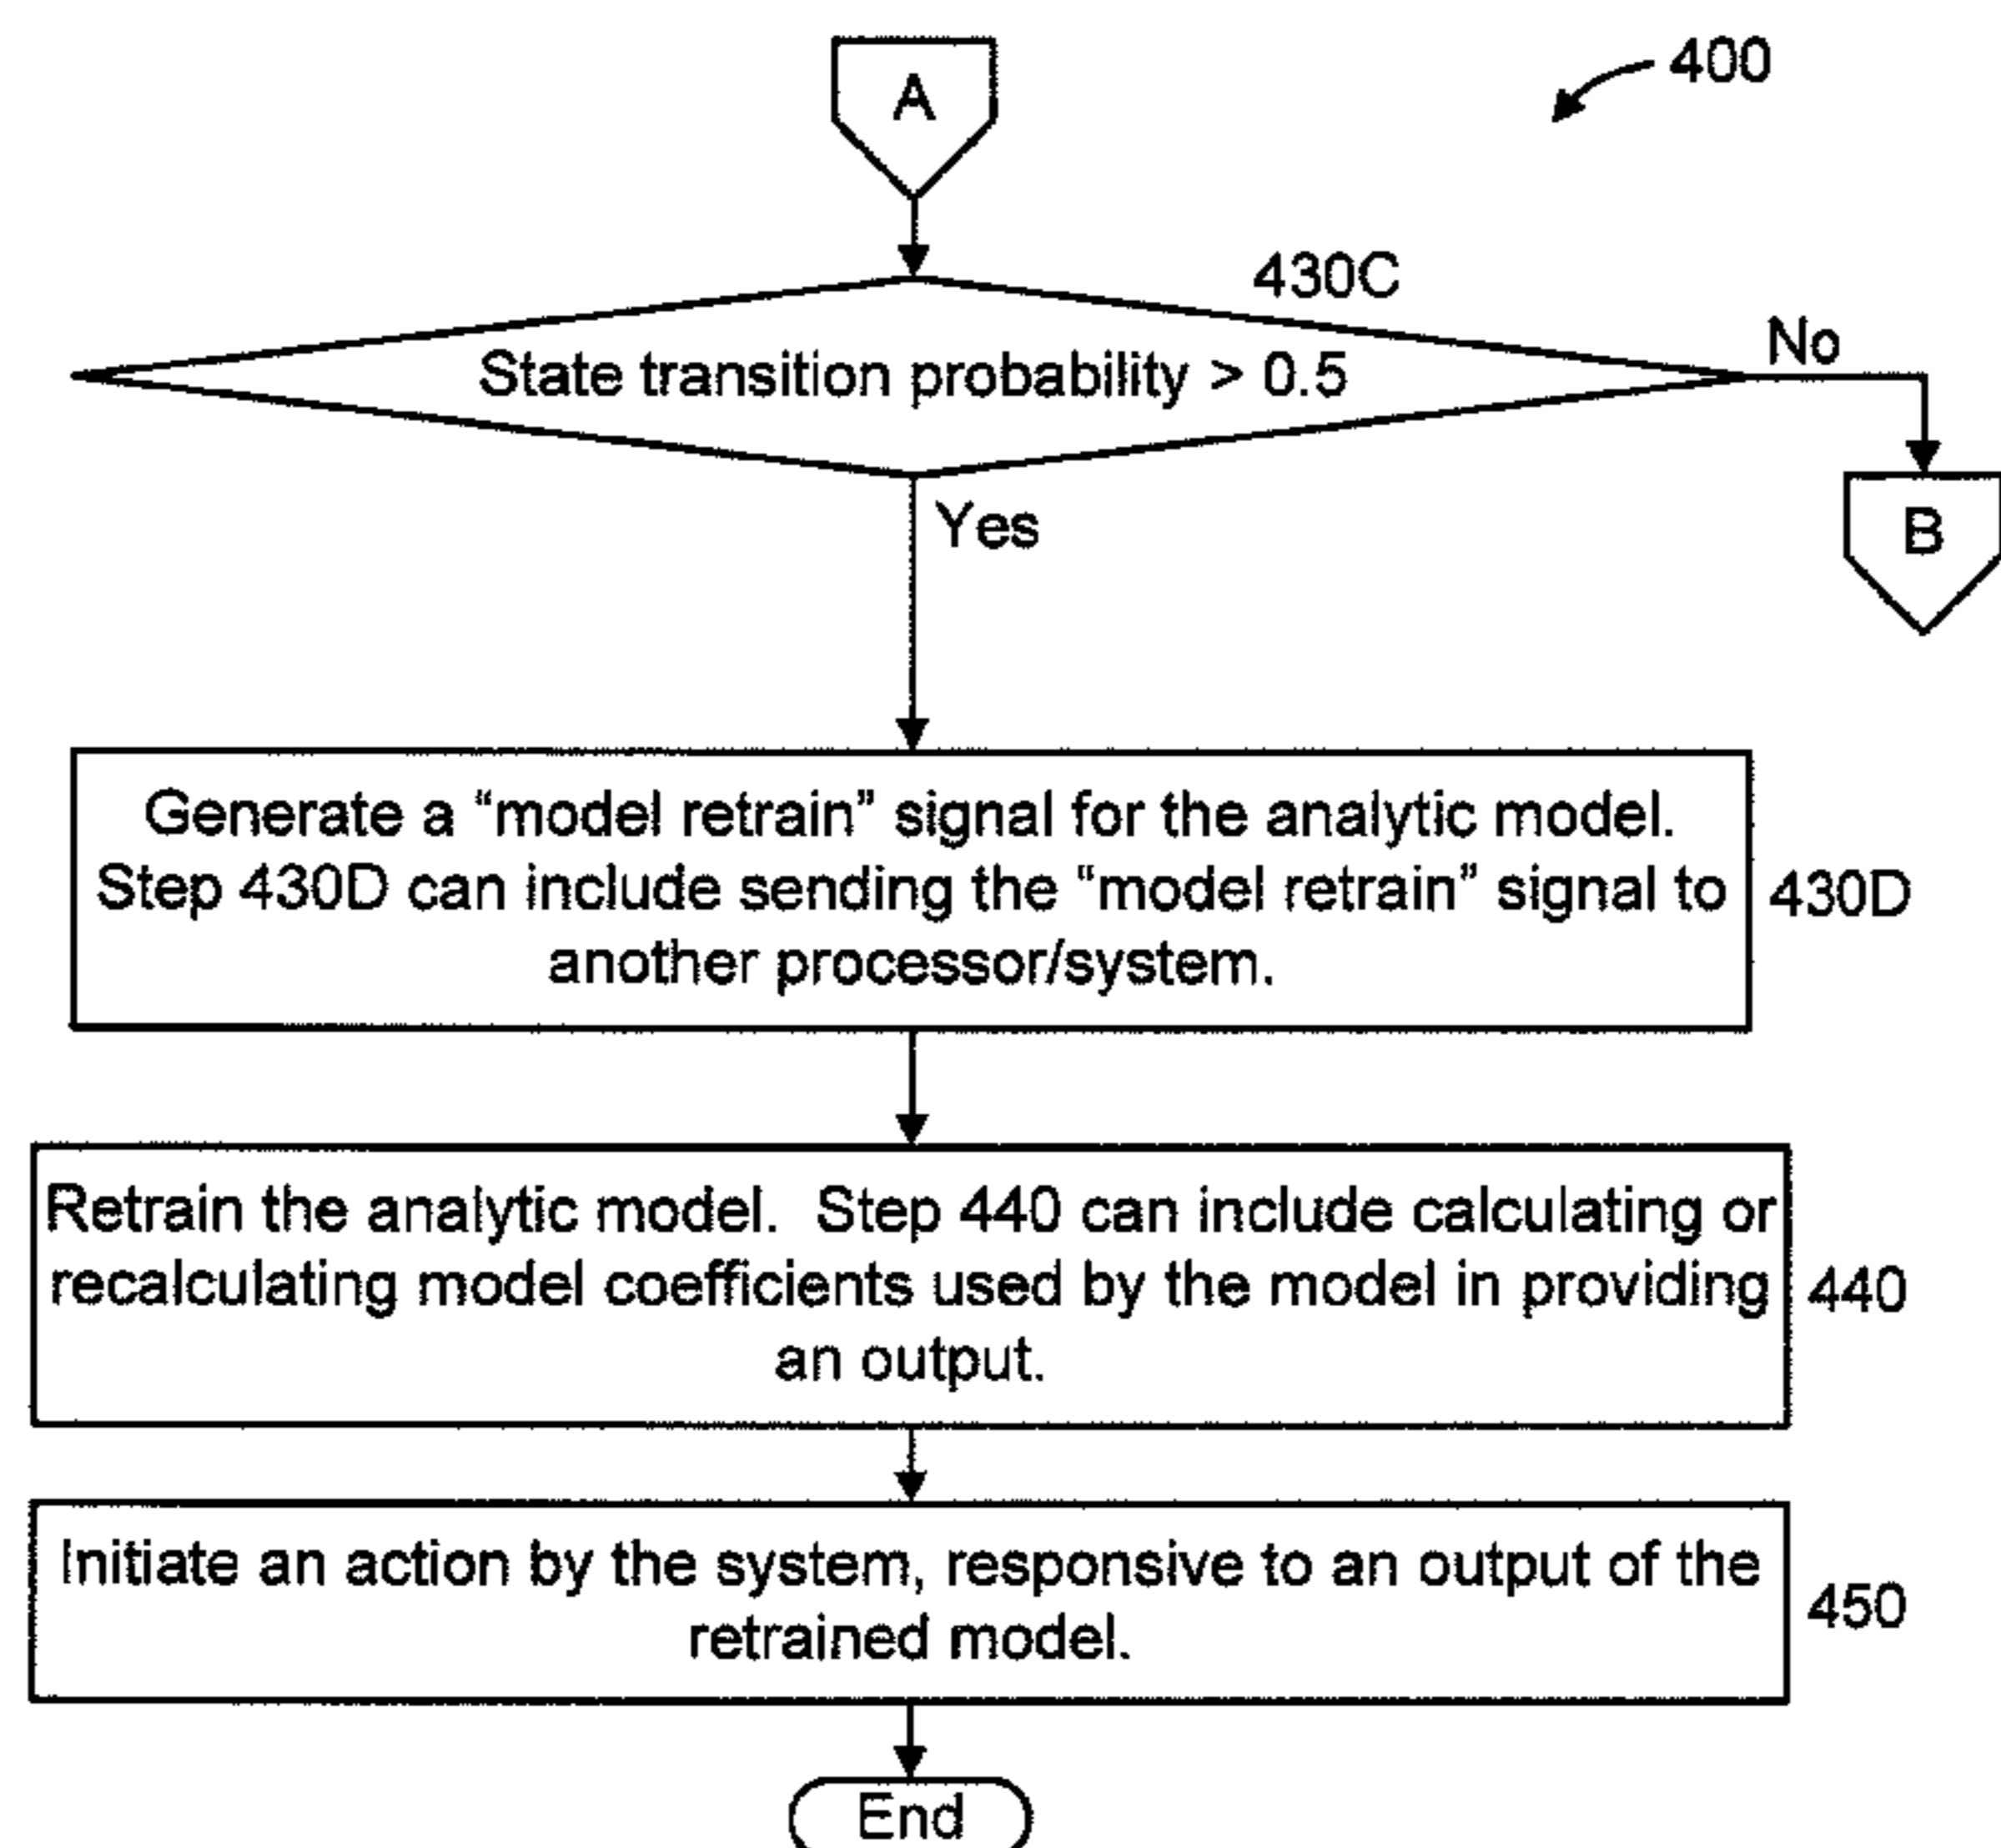 A
400
430C
State transition probability > 0.5
No
B
Yes
Generate a “model retrain” signal for the analytic model.
Step 430D can include sending the “model retrain” signal to
another processor/system.
430D
Retrain the analytic model.  Step 440 can include calculating or
recalculating model coefficients used by the model in providing
an output.
440
Initiate an action by the system, responsive to an output of the
retrained model.
450
End